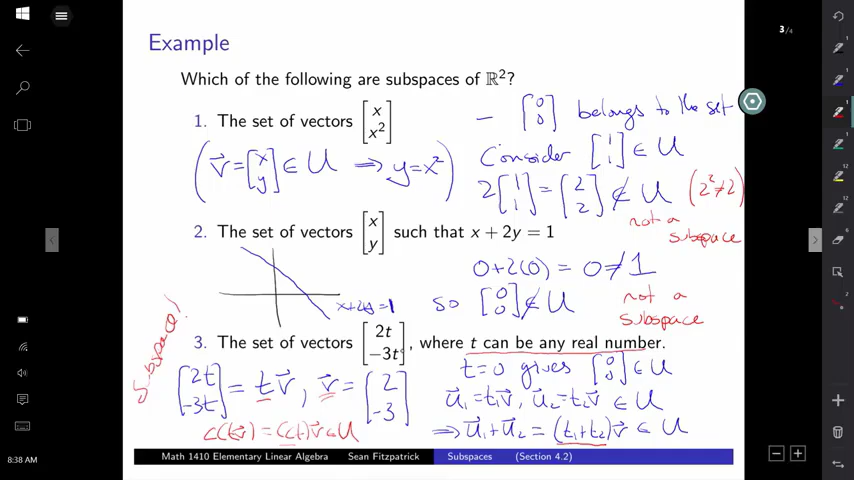 3/4
Example
Which of the following are subspaces of ℝ²?
1. The set of vectors [x x²]
– [0 0] belongs to the set
(v⃗ = [x y] ∈ U ⇒ y = x²)
Consider [1 1] ∈ U
2[1 1] = [2 2] ∉ U (2² ≠ 2)
not a
subspace
2. The set of vectors [x y] such that x + 2y = 1
0+2(0) = 0 ≠ 1
x+2y=1
so [0 0] ∉ U
not a
subspace
3. The set of vectors [2t −3t], where t can be any real number.
Subspace!
t=0 gives [0 0] ∈ U
[2t -3t] = t v⃗, v⃗ = [2 -3]
u⃗₁ = t₁v⃗, u⃗₂ = t₂v⃗ ∈ U
c(tv⃗) = (ct)v⃗ ∈ U
⇒ u⃗₁ + u⃗₂ = (t₁+t₂)v⃗ ∈ U
Math 1410 Elementary Linear Algebra Sean Fitzpatrick Subspaces (Section 4.2)
8:38 AM